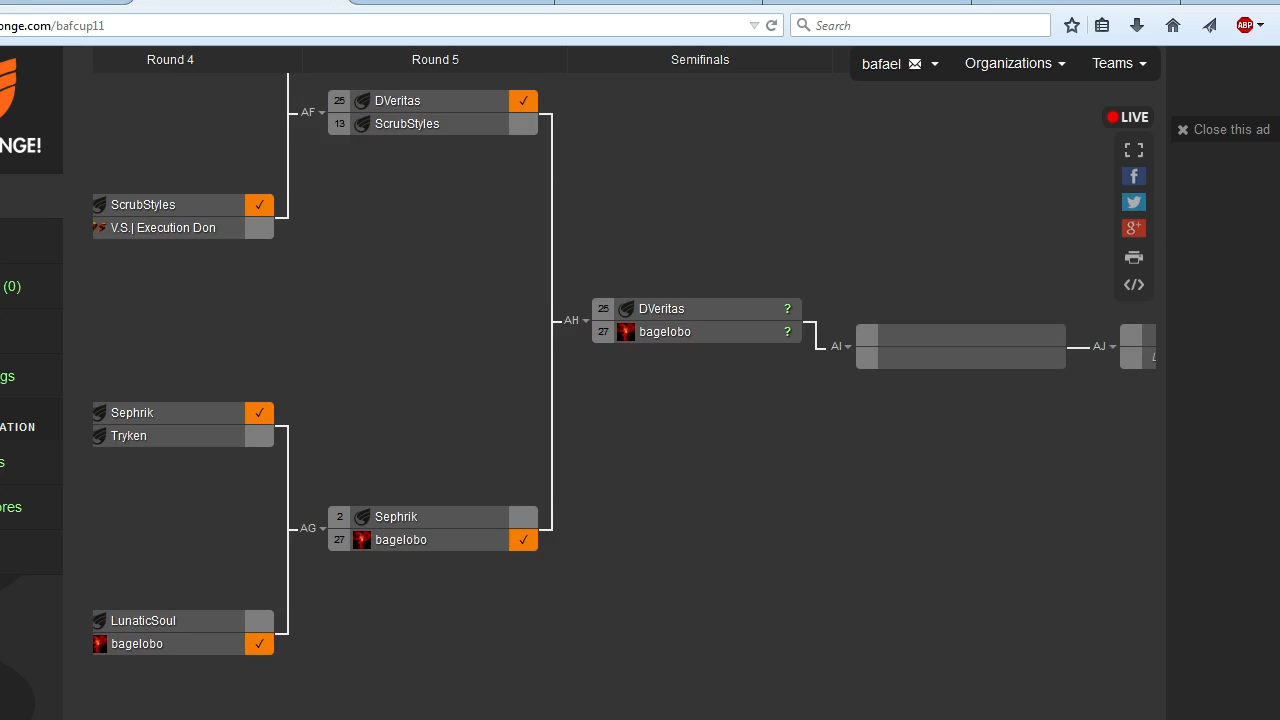 onge.com/bafcup11
Search
ABP
Round 4
Round 5
Semifinals
bafael
Organizations
Teams
NGE!
LIVE
Close this ad
AF
25 DVeritas ✓
13 ScrubStyles
ScrubStyles ✓
V.S.| Execution Don
(0)
AH
25 DVeritas ?
27 bagelobo ?
AI
AJ
gs
ATION
s
ores
Sephrik ✓
Tryken
AG
2 Sephrik
27 bagelobo ✓
LunaticSoul
bagelobo ✓